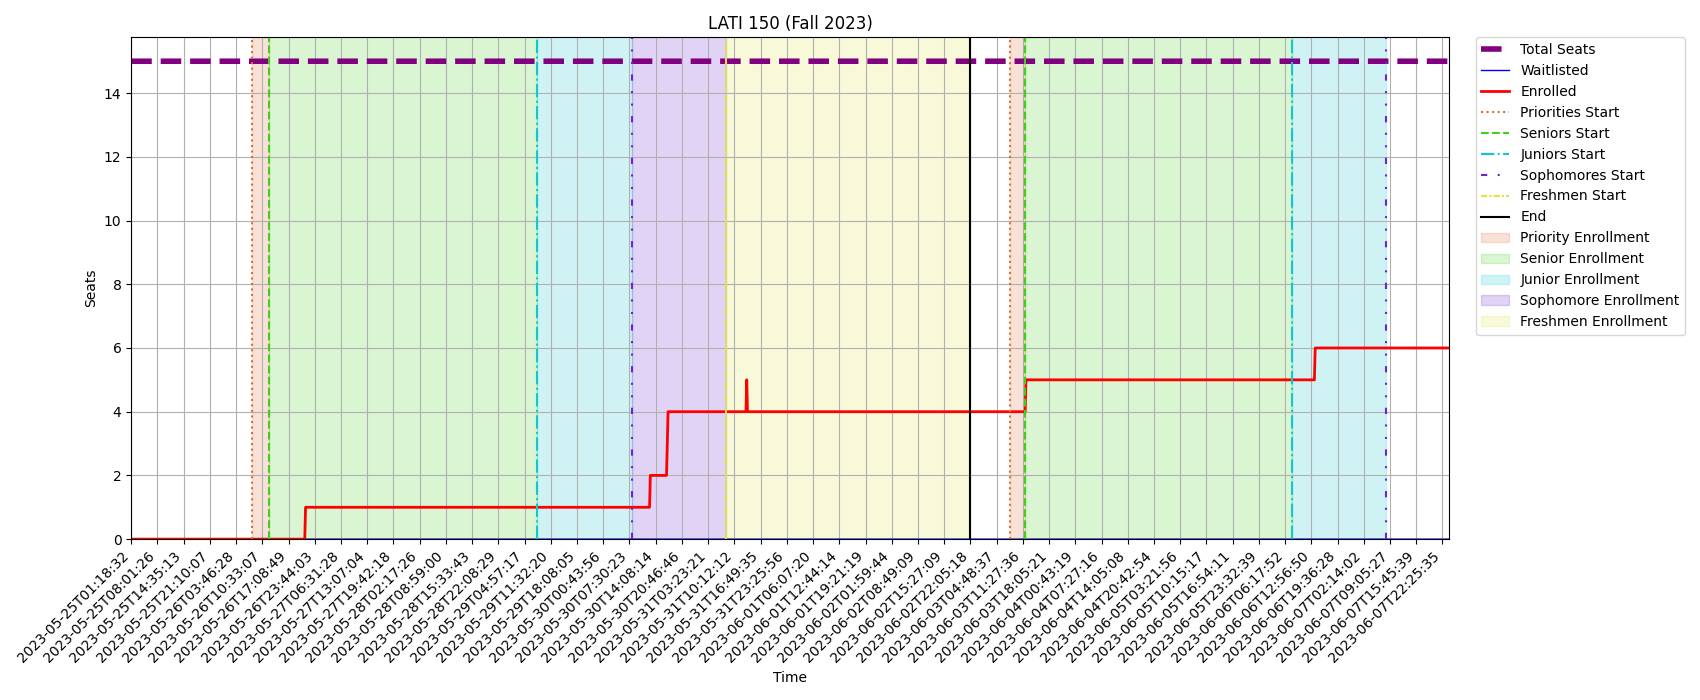 LATI 150 (Fall 2023)
Seats
14
12
10
8
6
4
2
0
2023-05-25T01:18:32
2023-05-25T08:01:26
2023-05-25T14:35:13
2023-05-25T21:10:07
2023-05-26T03:46:28
2023-05-26T10:33:07
2023-05-26T17:08:49
2023-05-26T23:44:03
2023-05-27T06:31:28
2023-05-27T13:07:04
2023-05-27T19:42:18
2023-05-28T02:17:26
2023-05-28T08:59:00
2023-05-28T15:33:43
2023-05-28T22:08:29
2023-05-29T04:57:17
2023-05-29T11:32:20
2023-05-29T18:08:05
2023-05-30T00:43:56
2023-05-30T07:30:23
2023-05-30T14:08:14
2023-05-30T20:46:46
2023-05-31T03:23:21
2023-05-31T10:12:12
2023-05-31T16:49:35
2023-05-31T23:25:56
2023-06-01T06:07:20
2023-06-01T12:44:14
2023-06-01T19:21:19
2023-06-02T01:59:44
2023-06-02T08:49:09
2023-06-02T15:27:09
2023-06-02T22:05:18
2023-06-03T04:48:37
2023-06-03T11:27:36
2023-06-03T18:05:21
2023-06-04T00:43:19
2023-06-04T07:27:16
2023-06-04T14:05:08
2023-06-04T20:42:54
2023-06-05T03:21:56
2023-06-05T10:15:17
2023-06-05T16:54:11
2023-06-05T23:32:39
2023-06-06T06:17:52
2023-06-06T12:56:50
2023-06-06T19:36:28
2023-06-07T02:14:02
2023-06-07T09:05:27
2023-06-07T15:45:39
2023-06-07T22:25:35
Time
Total Seats
Waitlisted
Enrolled
Priorities Start
Seniors Start
Juniors Start
Sophomores Start
Freshmen Start
End
Priority Enrollment
Senior Enrollment
Junior Enrollment
Sophomore Enrollment
Freshmen Enrollment